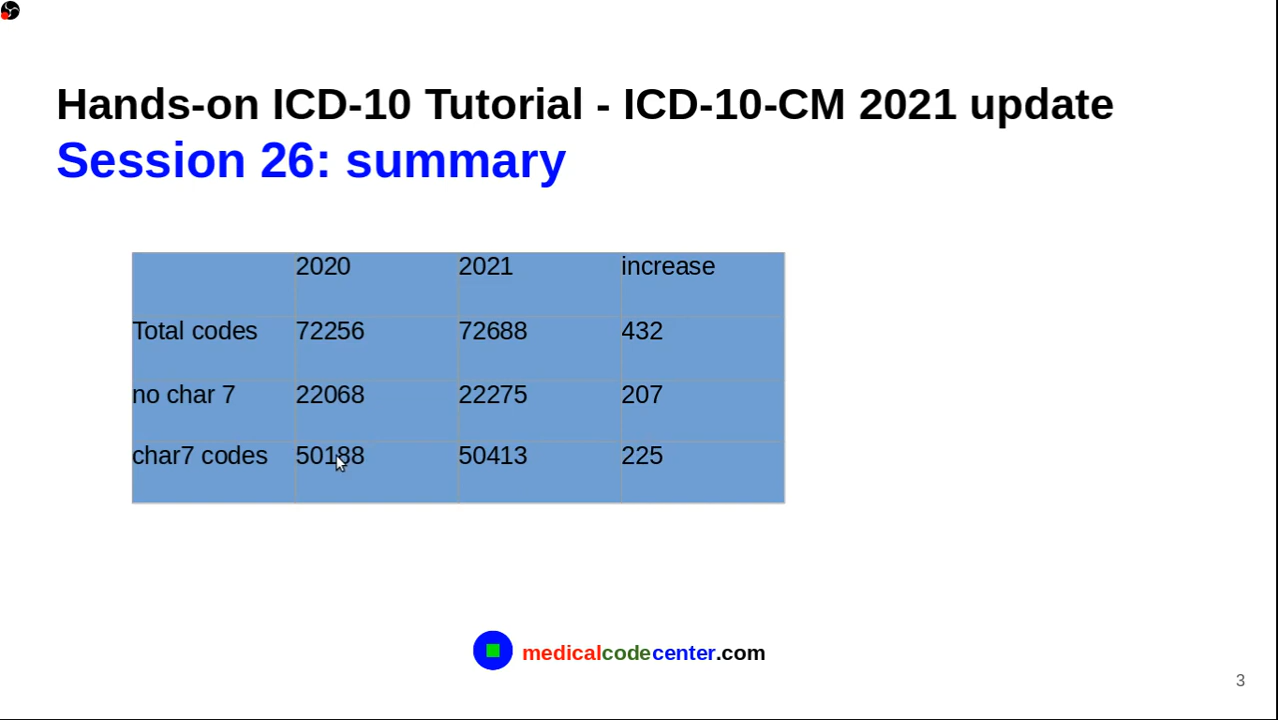 Hands-on ICD-10 Tutorial - ICD-10-CM 2021 update
Session 26: summary
2020 2021 increase
Total codes 72256 72688 432
no char 7 22068 22275 207
char7 codes 50188 50413 225
medicalcodecenter.com
3